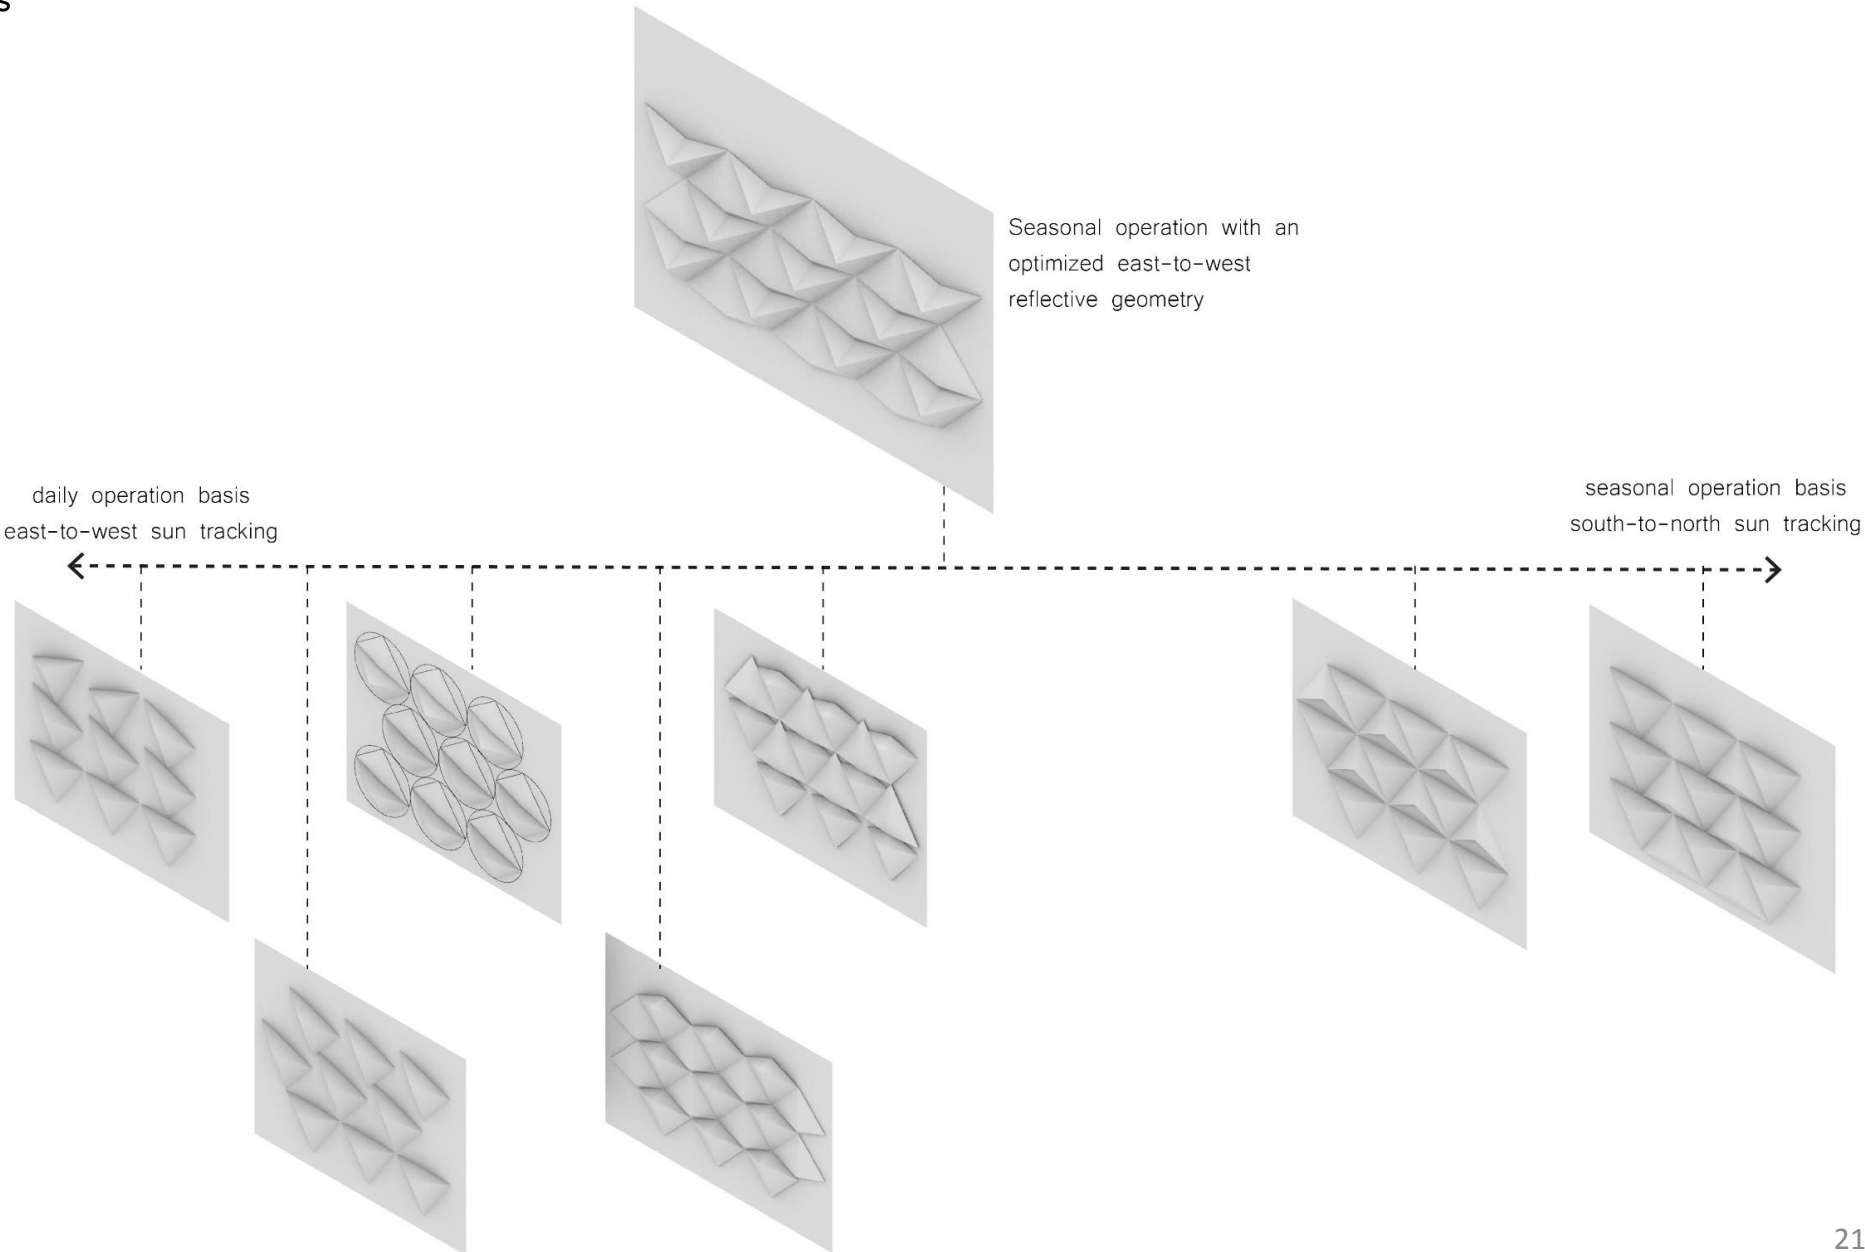 s
Seasonal operation with an
optimized east-to-west
reflective geometry
daily operation basis
east-to-west sun tracking
seasonal operation basis
south-to-north sun tracking
21